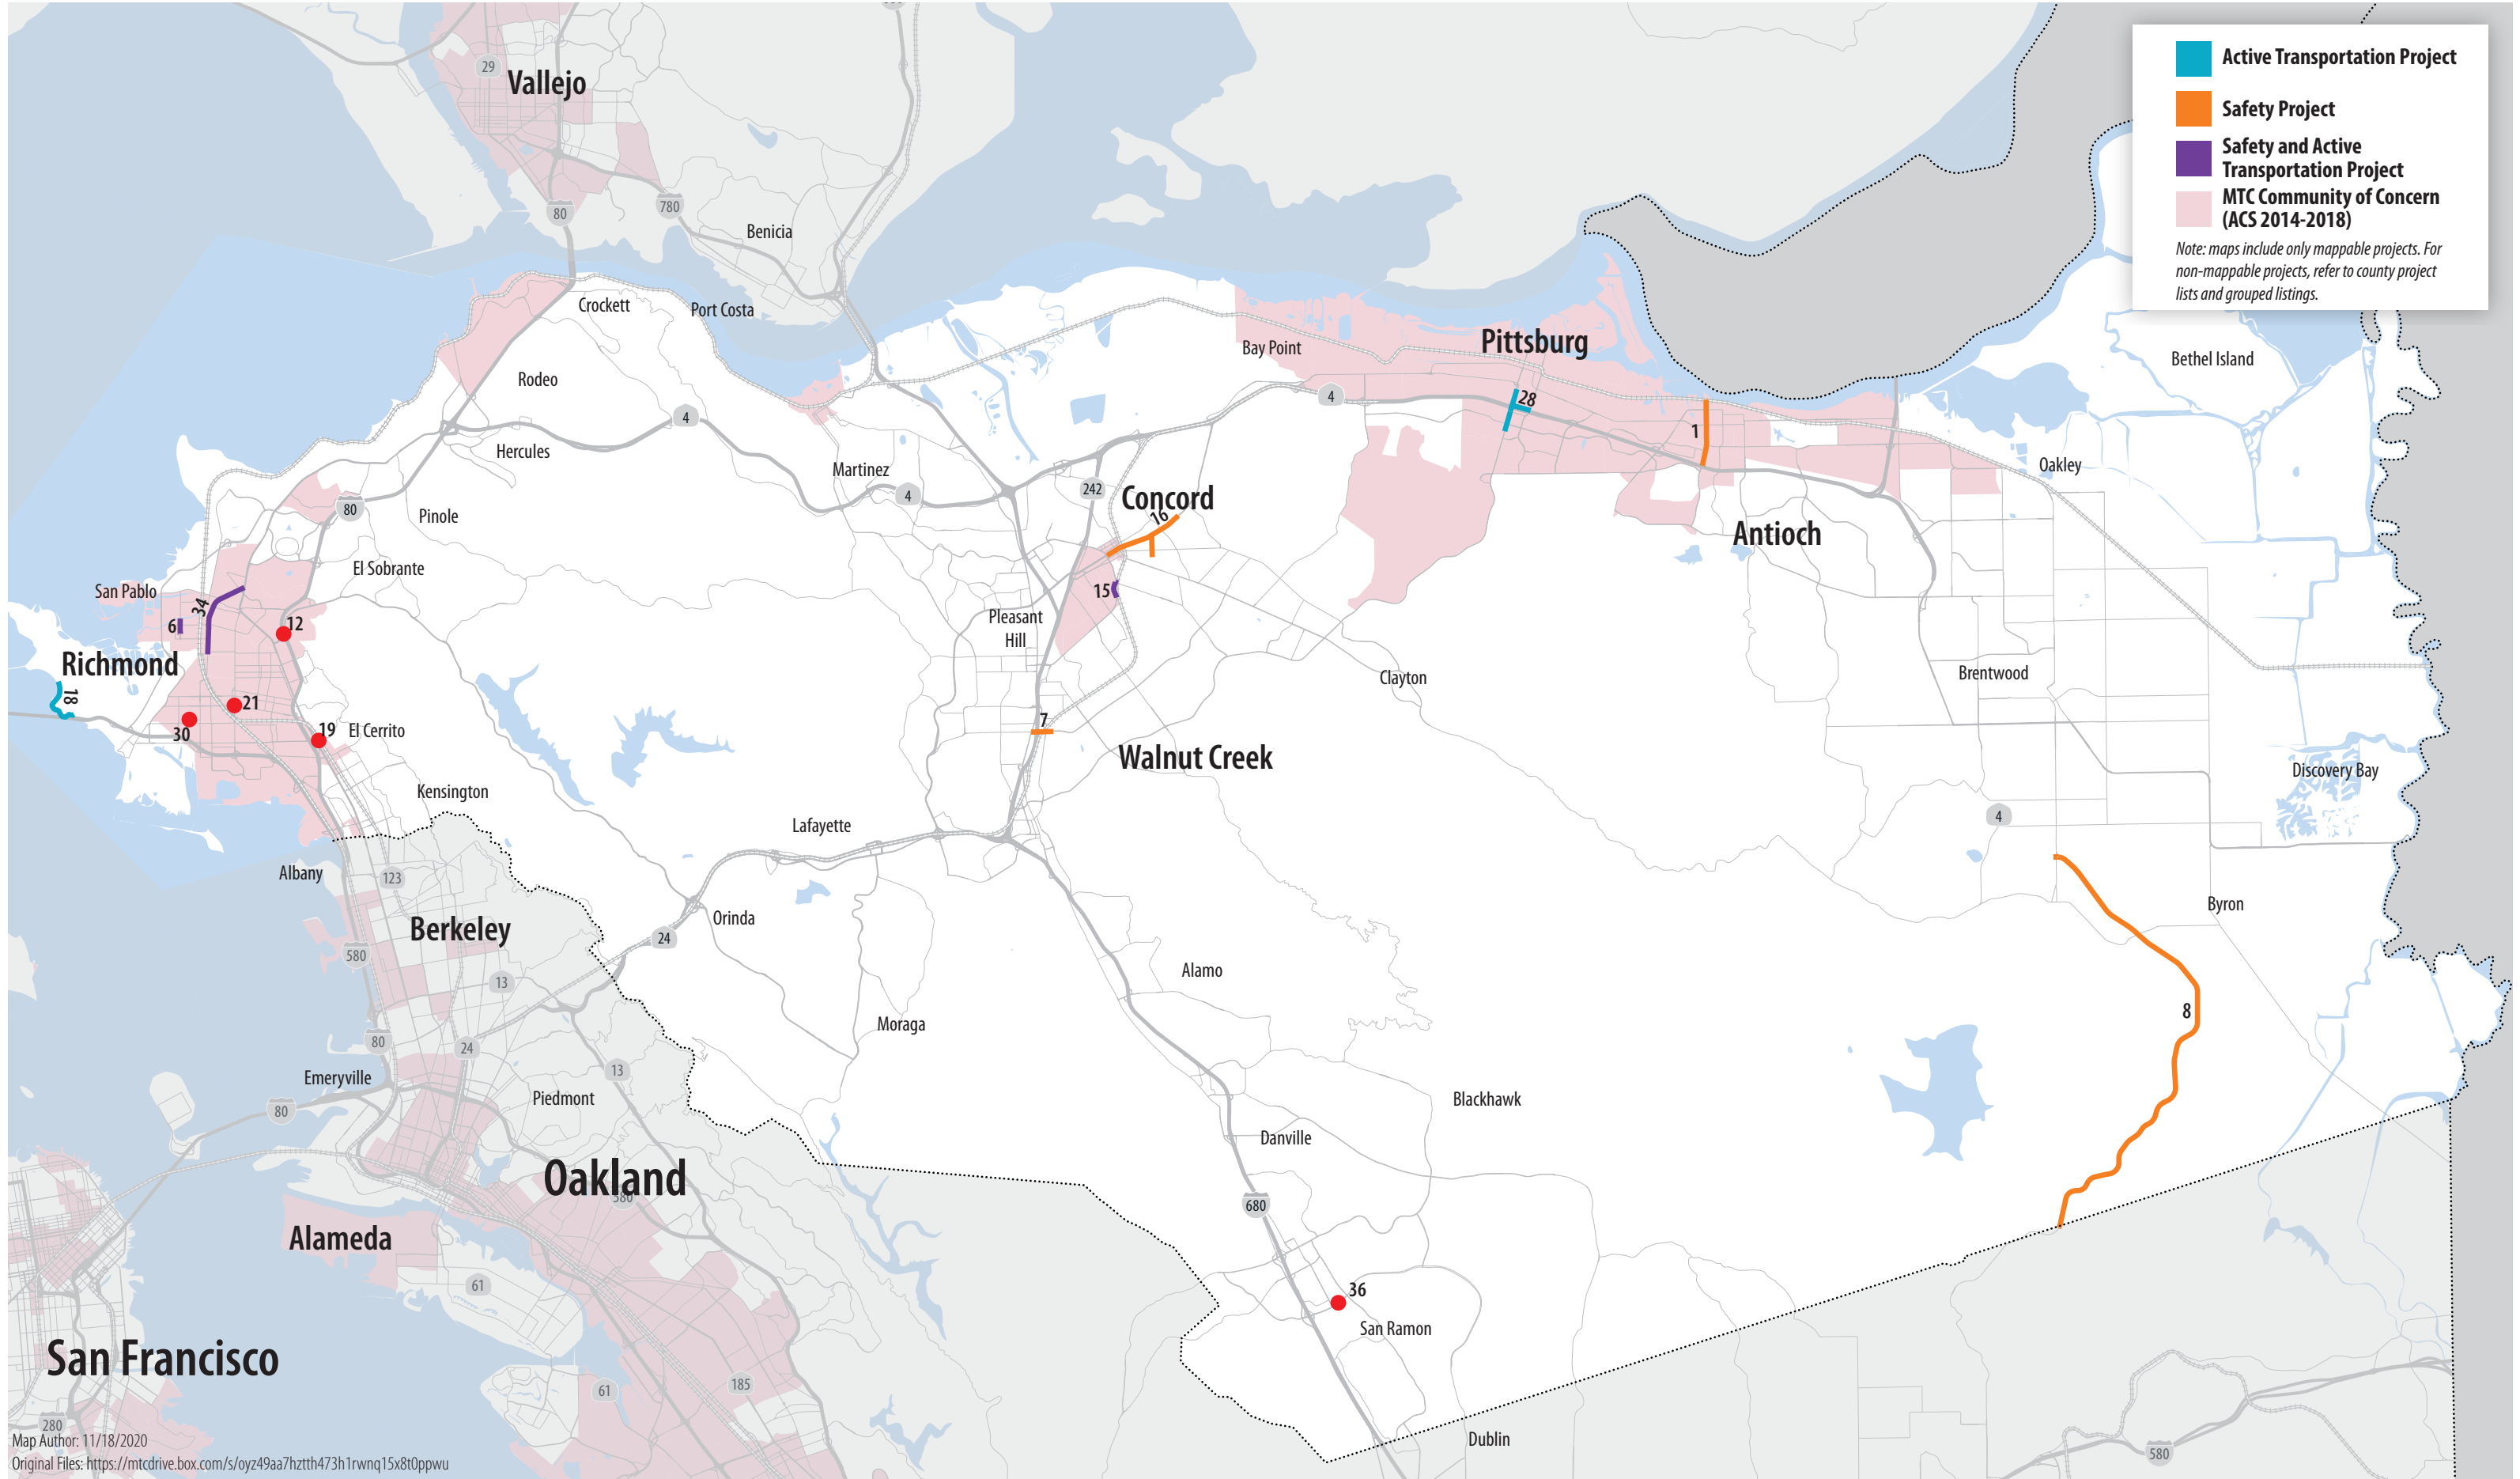 29
Vallejo
80
780
Benicia
Active Transportation Project
Safety Project
Safety and Active
Transportation Project
MTC Community of Concern
(ACS 2014-2018)
Note: maps include only mappable projects. For
non-mappable projects, refer to county project
lists and grouped listings.
Crockett
Port Costa
Rodeo
4
Hercules
Bay Point
Pittsburg
4
28
1
Bethel Island
Martinez
4
242
Concord
16
Oakley
Antioch
80
Pinole
El Sobrante
San Pablo
34
6
12
15
Pleasant
Hill
Richmond
18
21
30
19
El Cerrito
7
Walnut Creek
Clayton
Brentwood
Discovery Bay
Kensington
Lafayette
4
Albany
123
Berkeley
Orinda
24
Byron
580
13
Alamo
Moraga
8
80
24
Emeryville
13
80
Piedmont
Blackhawk
Danville
Oakland
580
680
Alameda
61
36
San Ramon
San Francisco
61
185
280
Dublin
580
Map Author: 11/18/2020
Original Files: https://mtcdrive.box.com/s/oyz49aa7hztth473h1rwnq15x8t0ppwu